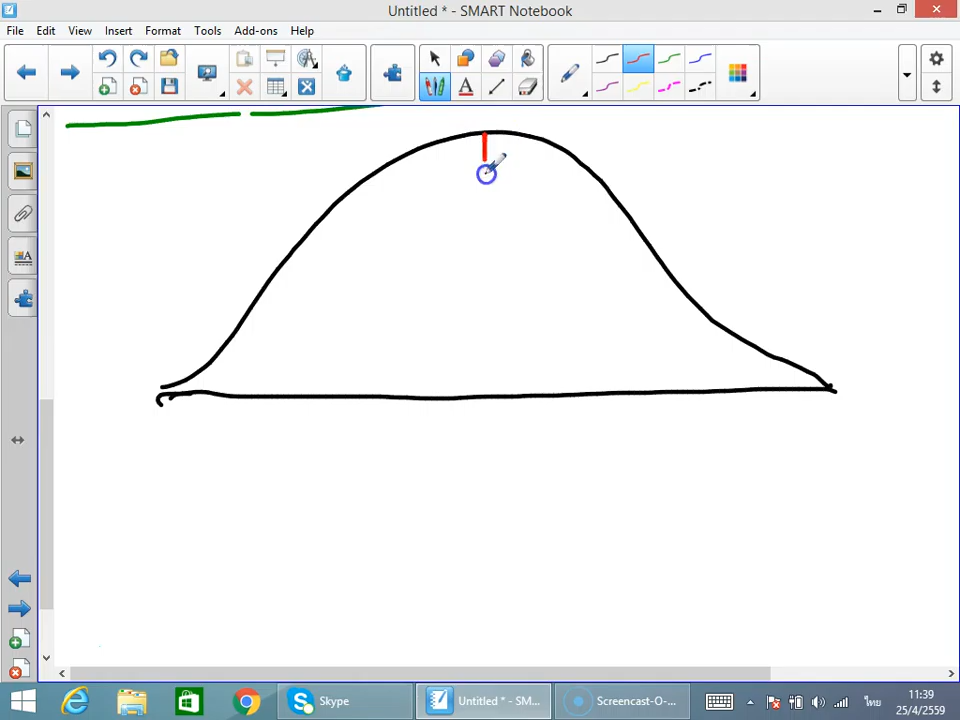 Untitled * - SMART Notebook
File Edit View Insert Format Tools Add-ons Help
Skype Untitled * - SM... Screencast-O-... ไทย 11:39
25/4/2559